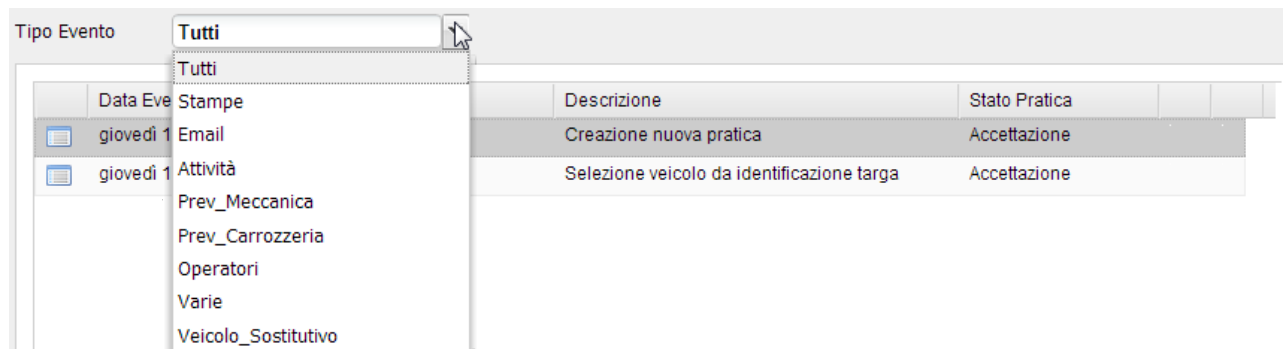 Tipo Evento Tutti
Tutti
Data Eve Descrizione Stato Pratica
Stampe
giovedì 1 Email Creazione nuova pratica Accettazione
giovedì 1 Attività Selezione veicolo da identificazione targa Accettazione
Prev_Meccanica
Prev_Carrozzeria
Operatori
Varie
Veicolo_Sostitutivo